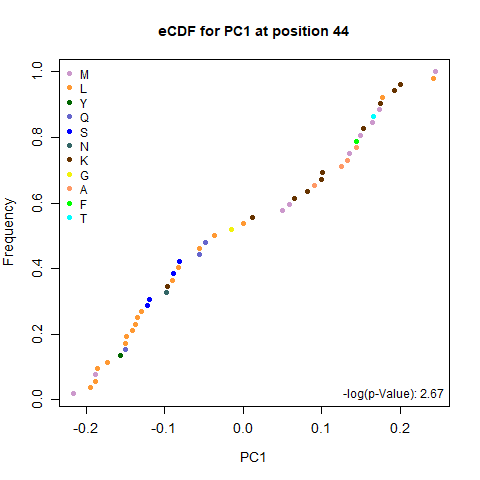 eCDF for PC1 at position 44
Frequency
1.0
0.8
0.6
0.4
0.2
0.0
M
L
Y
Q
S
N
K
G
A
F
T
-log(p-Value): 2.67
-0.2 -0.1 0.0 0.1 0.2
PC1